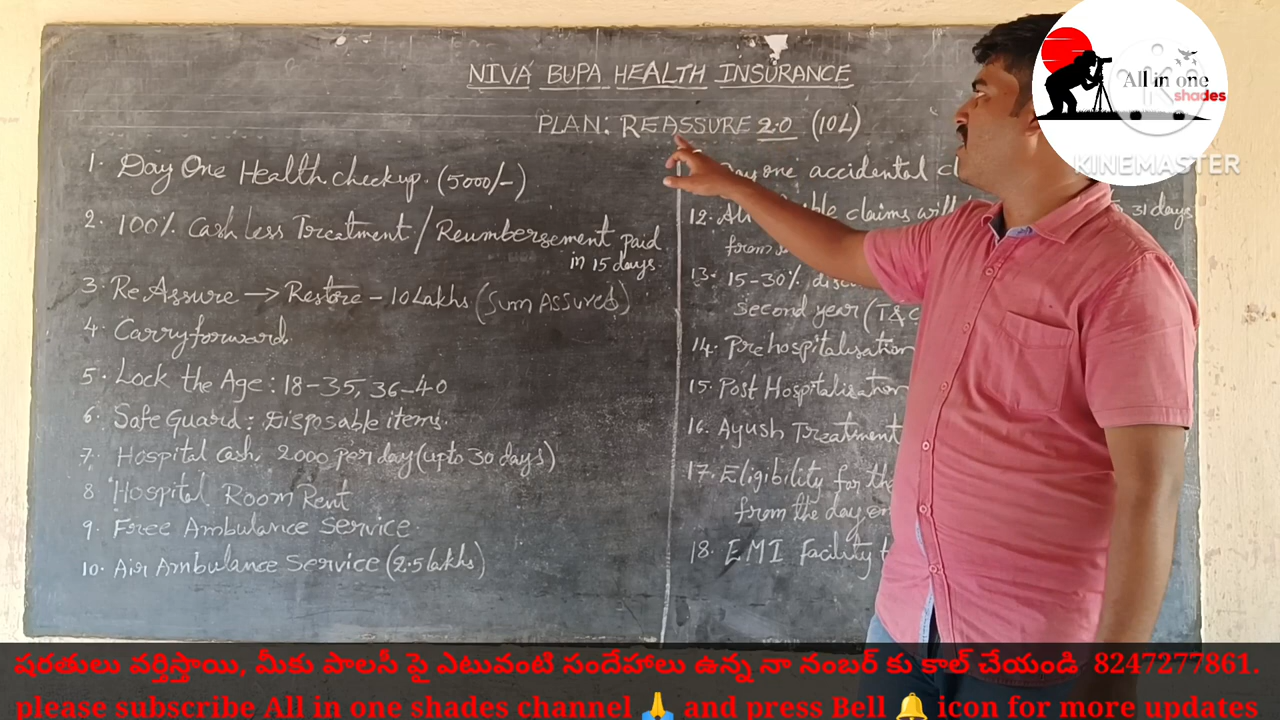 NIVA BUPA HEALTH INSURANCE
PLAN: REASSURE 2.0 (10L)
1. Day One Health checkup. (5000/-)
2. 100% Cash less Treatment / Reumbersement paid
in 15 days.
3. Re Assure → Restore - 10 Lakhs (Sum Assured)
4. Carryforward.
5. Lock the Age: 18-35, 36-40
6. Safe Guard: Disposable items.
7. Hospital Cash. 2000 per day (upto 30 days)
8 Hospital Room Rent
9. Free Ambulance Service.
10. Air Ambulance Service (2.5 lakhs)
one accidental
12. claims will 31 days
from
13. 15-30%
second year (T&C
14. Pre hospitalisation
15. Post Hospitalisation
16. Ayush Treatment
17. Eligibility for the
from the day
18. EMI Facility
All in one
shades
KINEMASTER
షరతులు వర్తిస్తాయి, మీకు పాలసీ పై ఎటువంటి సందేహాలు ఉన్న నా నంబర్ కు కాల్ చేయండి 8247277861.
please subscribe All in one shades channel 🙏 and press Bell 🔔 icon for more updates